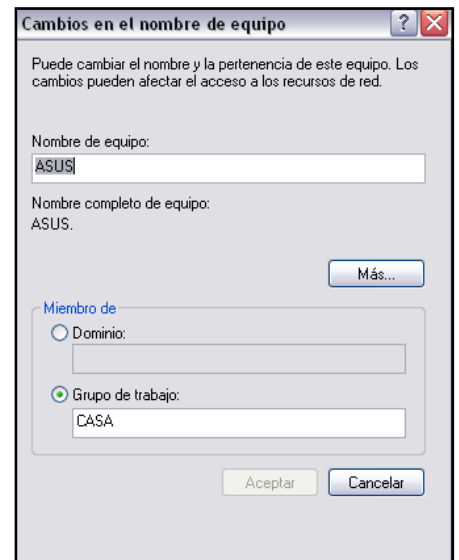 Cambios en el nombre de equipo
Puede cambiar el nombre y la pertenencia de este equipo. Los
cambios pueden afectar el acceso a los recursos de red.
Nombre de equipo:
ASUS
Nombre completo de equipo:
ASUS.
Más...
Miembro de
Dominio:
Grupo de trabajo:
CASA
Aceptar
Cancelar